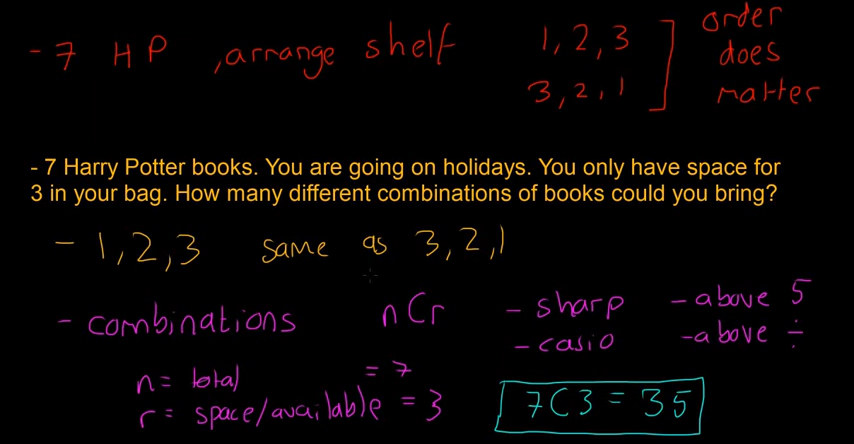 - 7 HP , arrange shelf
1, 2, 3
3, 2, 1
order
does
matter
- 7 Harry Potter books. You are going on holidays. You only have space for
3 in your bag. How many different combinations of books could you bring?
- 1, 2, 3 same as 3, 2, 1
- combinations nCr
- sharp - above 5
- casio - above ÷
n = total = 7
r = space/available = 3
7C3 = 35